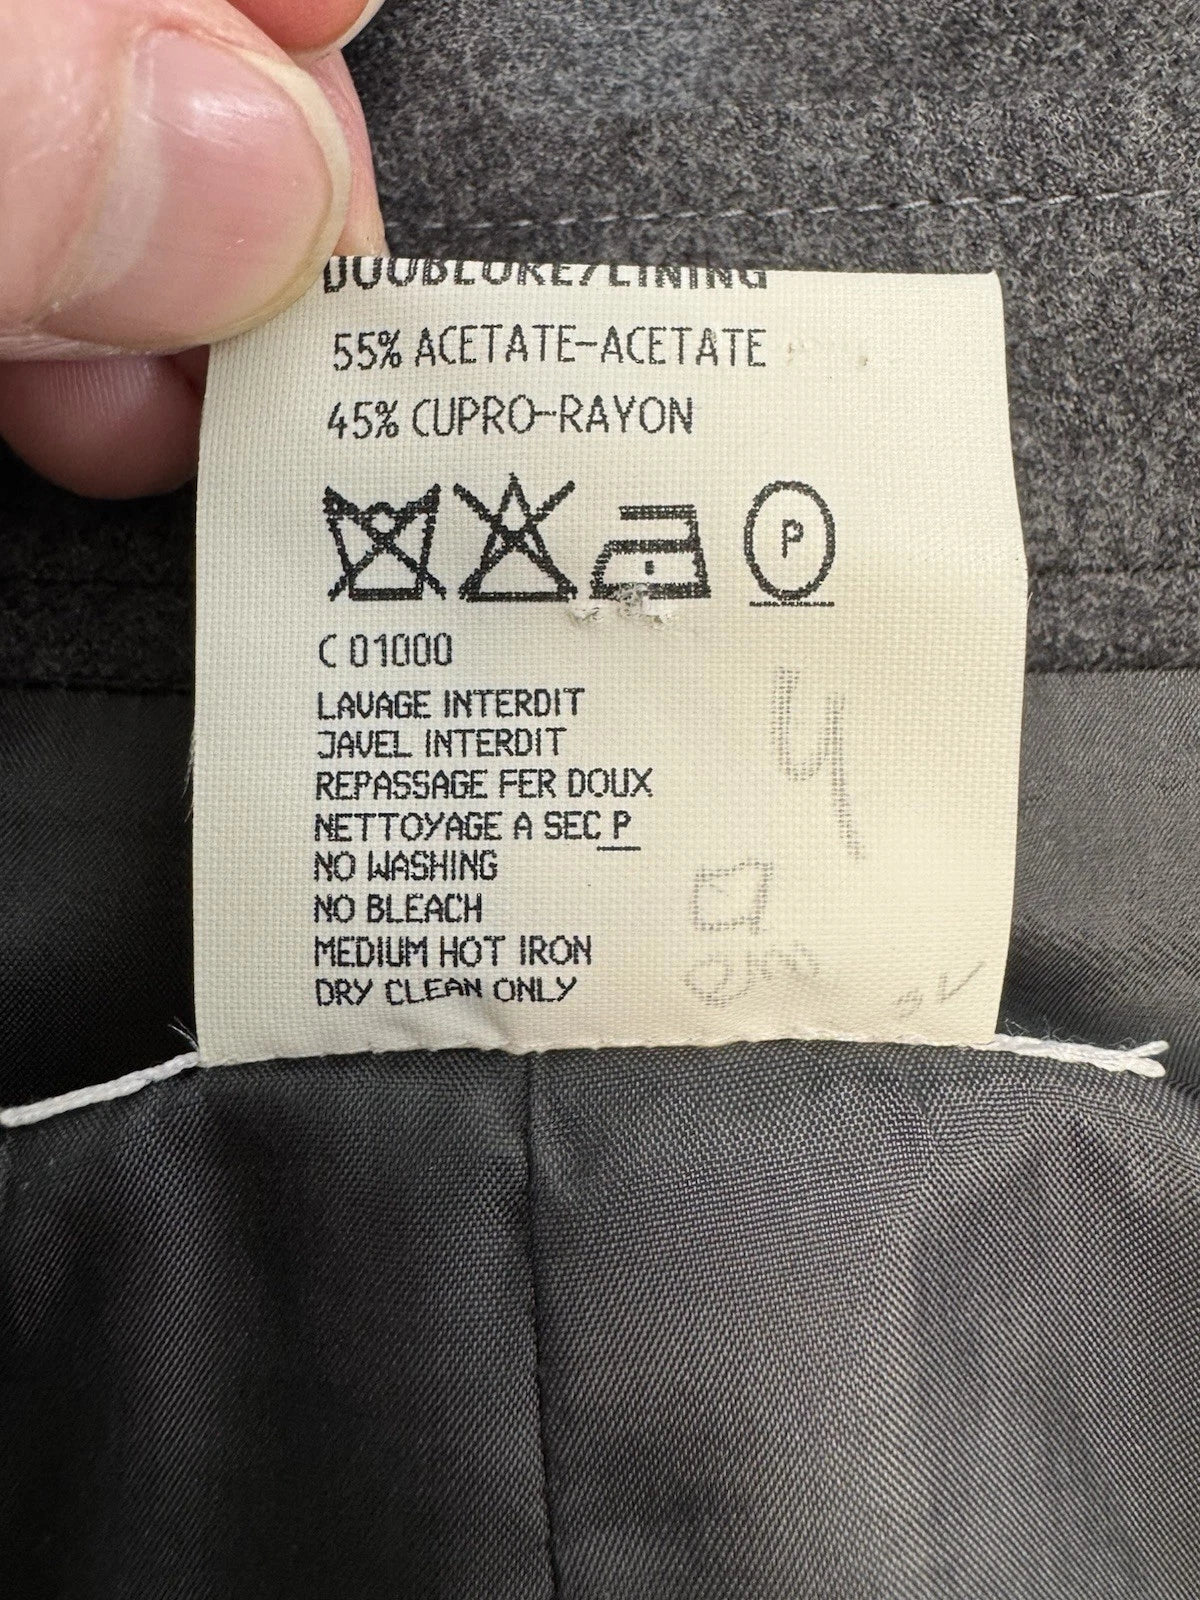 DOUBLURE/LINING
55% ACETATE-ACETATE
45% CUPRO-RAYON
P
C 01000
LAVAGE INTERDIT
JAVEL INTERDIT
REPASSAGE FER DOUX
NETTOYAGE A SEC P
NO WASHING
NO BLEACH
MEDIUM HOT IRON
DRY CLEAN ONLY